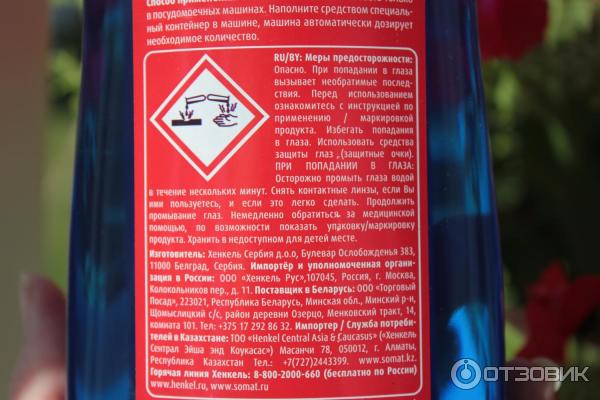 в посудомоечных машинах. Наполните средством специаль-
ный контейнер в машине, машина автоматически дозирует
необходимое количество.
RU/BY: Меры предосторожности:
Опасно. При попадании в глаза
вызывает необратимые послед-
ствия. Перед использованием
ознакомитесь с инструкцией по
применению / маркировкой
продукта. Избегать попадания
в глаза. Использовать средства
защиты глаз (защитные очки).
ПРИ ПОПАДАНИИ В ГЛАЗА:
Осторожно промыть глаза водой
в течение нескольких минут. Снять контактные линзы, если Вы
ими пользуетесь, и если это легко сделать. Продолжить
промывание глаз. Немедленно обратиться за медицинской
помощью, по возможности показать упаковку/маркировку
продукта. Хранить в недоступном для детей месте.
Изготовитель: Хенкель Сербия д.о.о, Булевар Ослобожденья 383,
11000 Белград, Сербия. Импортёр и уполномоченная органи-
зация в России: ООО «Хенкель Рус»,107045, Россия, г. Москва,
Колокольников пер., д. 11. Поставщик в Беларусь: ООО «Торговый
Посад», 223021, Республика Беларусь, Минская обл., Минский р-н,
Щомыслицкий с/с, район деревни Озерцо, Менковский тракт, 14,
комната 101. Тел: +375 17 292 86 32. Импортер / Служба потреби-
телей в Казахстане: ТОО «Henkel Central Asia & Caucasus» («Хенкель
Сентрал Эйша энд Коукасас») Масанчи 78, 050012, г. Алматы,
Республика Казахстан Тел.: +7(727)2443399. www.somat.kz.
Горячая линия Хенкель: 8-800-2000-660 (бесплатно по России)
www.henkel.ru, www.somat.ru
ОТЗОВИК